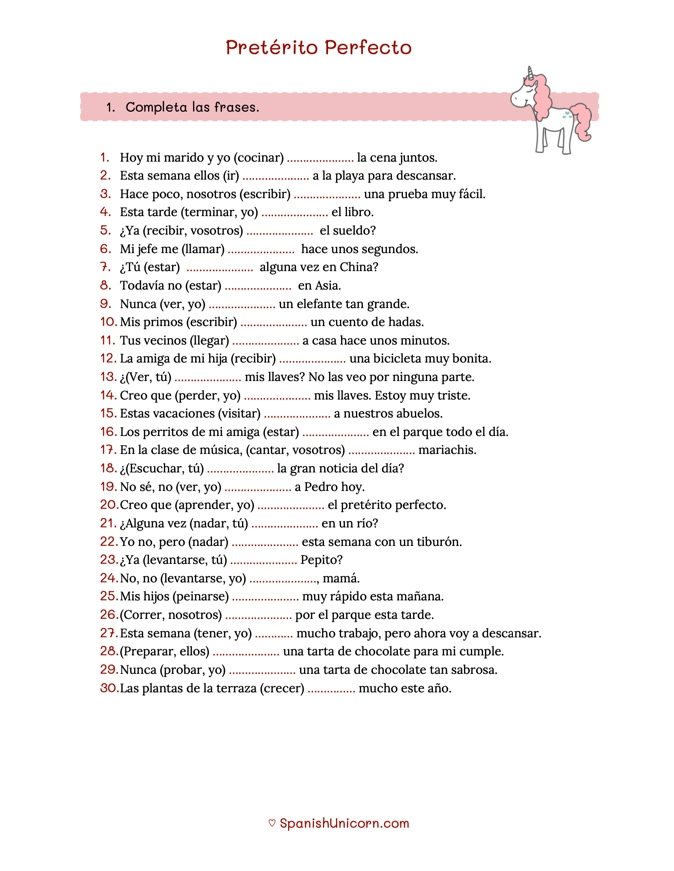 Pretérito Perfecto
1. Completa las frases.
1. Hoy mi marido y yo (cocinar) ..................... la cena juntos.
2. Esta semana ellos (ir) ..................... a la playa para descansar.
3. Hace poco, nosotros (escribir) ..................... una prueba muy fácil.
4. Esta tarde (terminar, yo) ..................... el libro.
5. ¿Ya (recibir, vosotros) ..................... el sueldo?
6. Mi jefe me (llamar) ..................... hace unos segundos.
7. ¿Tú (estar) ..................... alguna vez en China?
8. Todavía no (estar) ..................... en Asia.
9. Nunca (ver, yo) ..................... un elefante tan grande.
10. Mis primos (escribir) ..................... un cuento de hadas.
11. Tus vecinos (llegar) ..................... a casa hace unos minutos.
12. La amiga de mi hija (recibir) ..................... una bicicleta muy bonita.
13. ¿(Ver, tú) ..................... mis llaves? No las veo por ninguna parte.
14. Creo que (perder, yo) ..................... mis llaves. Estoy muy triste.
15. Estas vacaciones (visitar) ..................... a nuestros abuelos.
16. Los perritos de mi amiga (estar) ..................... en el parque todo el día.
17. En la clase de música, (cantar, vosotros) ..................... mariachis.
18. ¿(Escuchar, tú) ..................... la gran noticia del día?
19. No sé, no (ver, yo) ..................... a Pedro hoy.
20. Creo que (aprender, yo) ..................... el pretérito perfecto.
21. ¿Alguna vez (nadar, tú) ..................... en un río?
22. Yo no, pero (nadar) ..................... esta semana con un tiburón.
23. ¿Ya (levantarse, tú) ..................... Pepito?
24. No, no (levantarse, yo) ....................., mamá.
25. Mis hijos (peinarse) ..................... muy rápido esta mañana.
26. (Correr, nosotros) ..................... por el parque esta tarde.
27. Esta semana (tener, yo) ............ mucho trabajo, pero ahora voy a descansar.
28. (Preparar, ellos) ..................... una tarta de chocolate para mi cumple.
29. Nunca (probar, yo) ..................... una tarta de chocolate tan sabrosa.
30. Las plantas de la terraza (crecer) ............... mucho este año.
♡ SpanishUnicorn.com